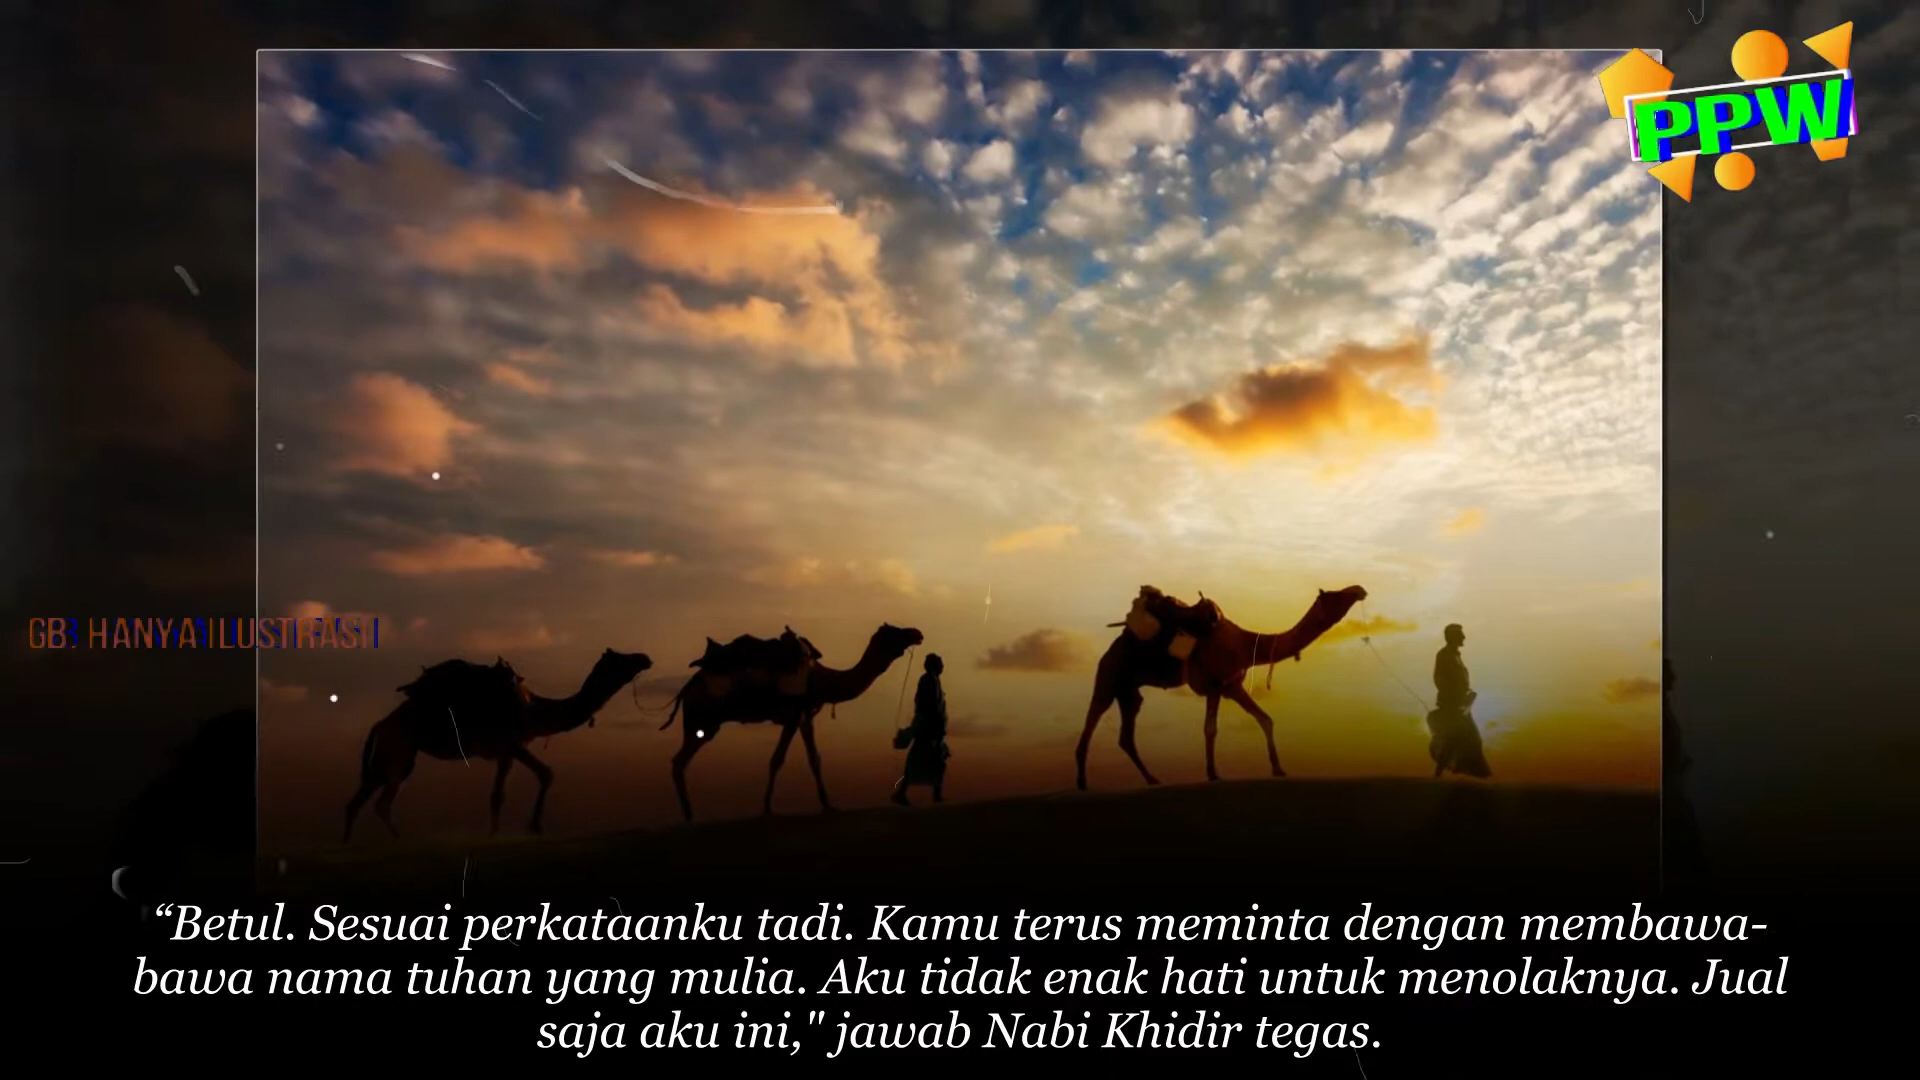 PPW
GB: HANYA ILUSTRASI
“Betul. Sesuai perkataanku tadi. Kamu terus meminta dengan membawa-
bawa nama tuhan yang mulia. Aku tidak enak hati untuk menolaknya. Jual
saja aku ini," jawab Nabi Khidir tegas.